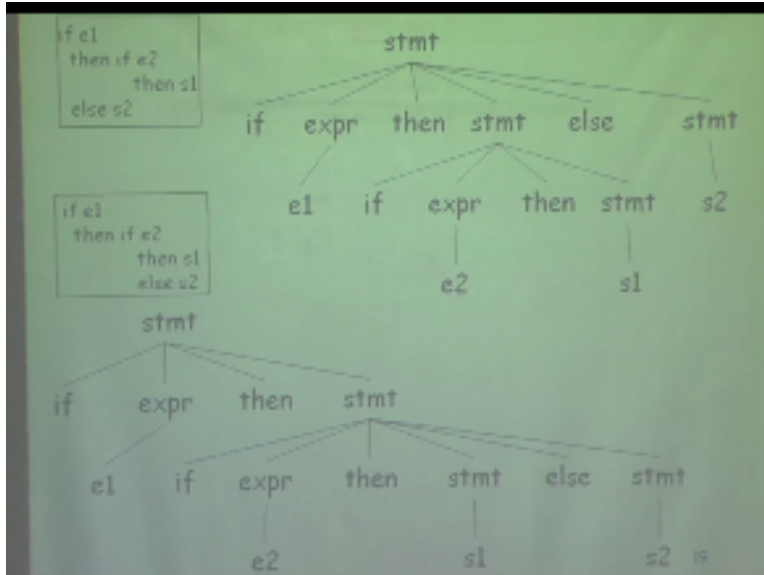 if e1
then if e2
then s1
else s2
stmt
if expr then stmt else stmt
e1 if expr then stmt s2
e2 s1
if e1
then if e2
then s1
else s2
stmt
if expr then stmt
e1 if expr then stmt else stmt
e2 s1 s2
19